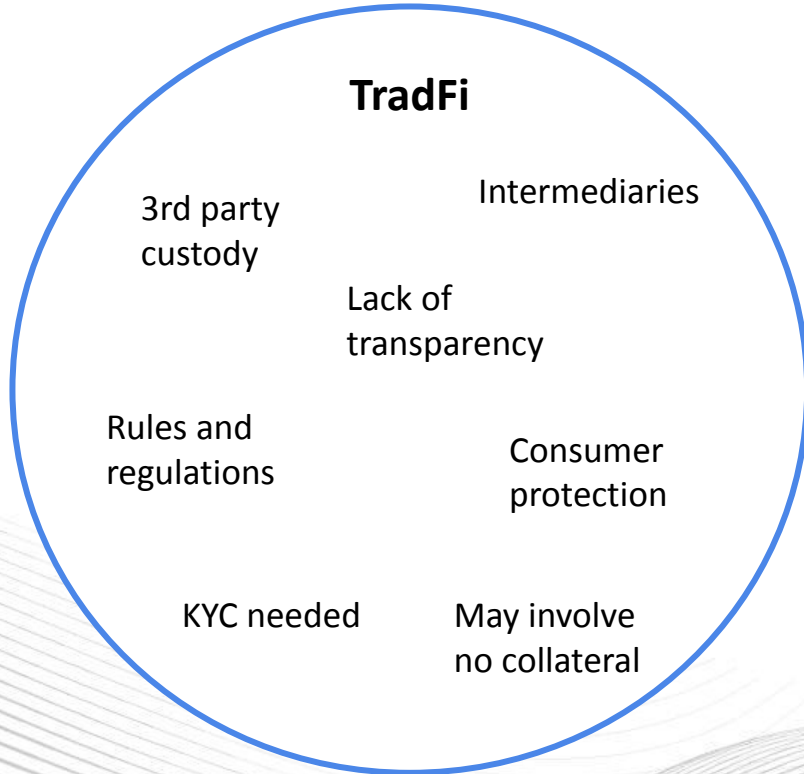 TradFi
3rd party
custody
Intermediaries
Lack of
transparency
Rules and
regulations
Consumer
protection
KYC needed
May involve
no collateral